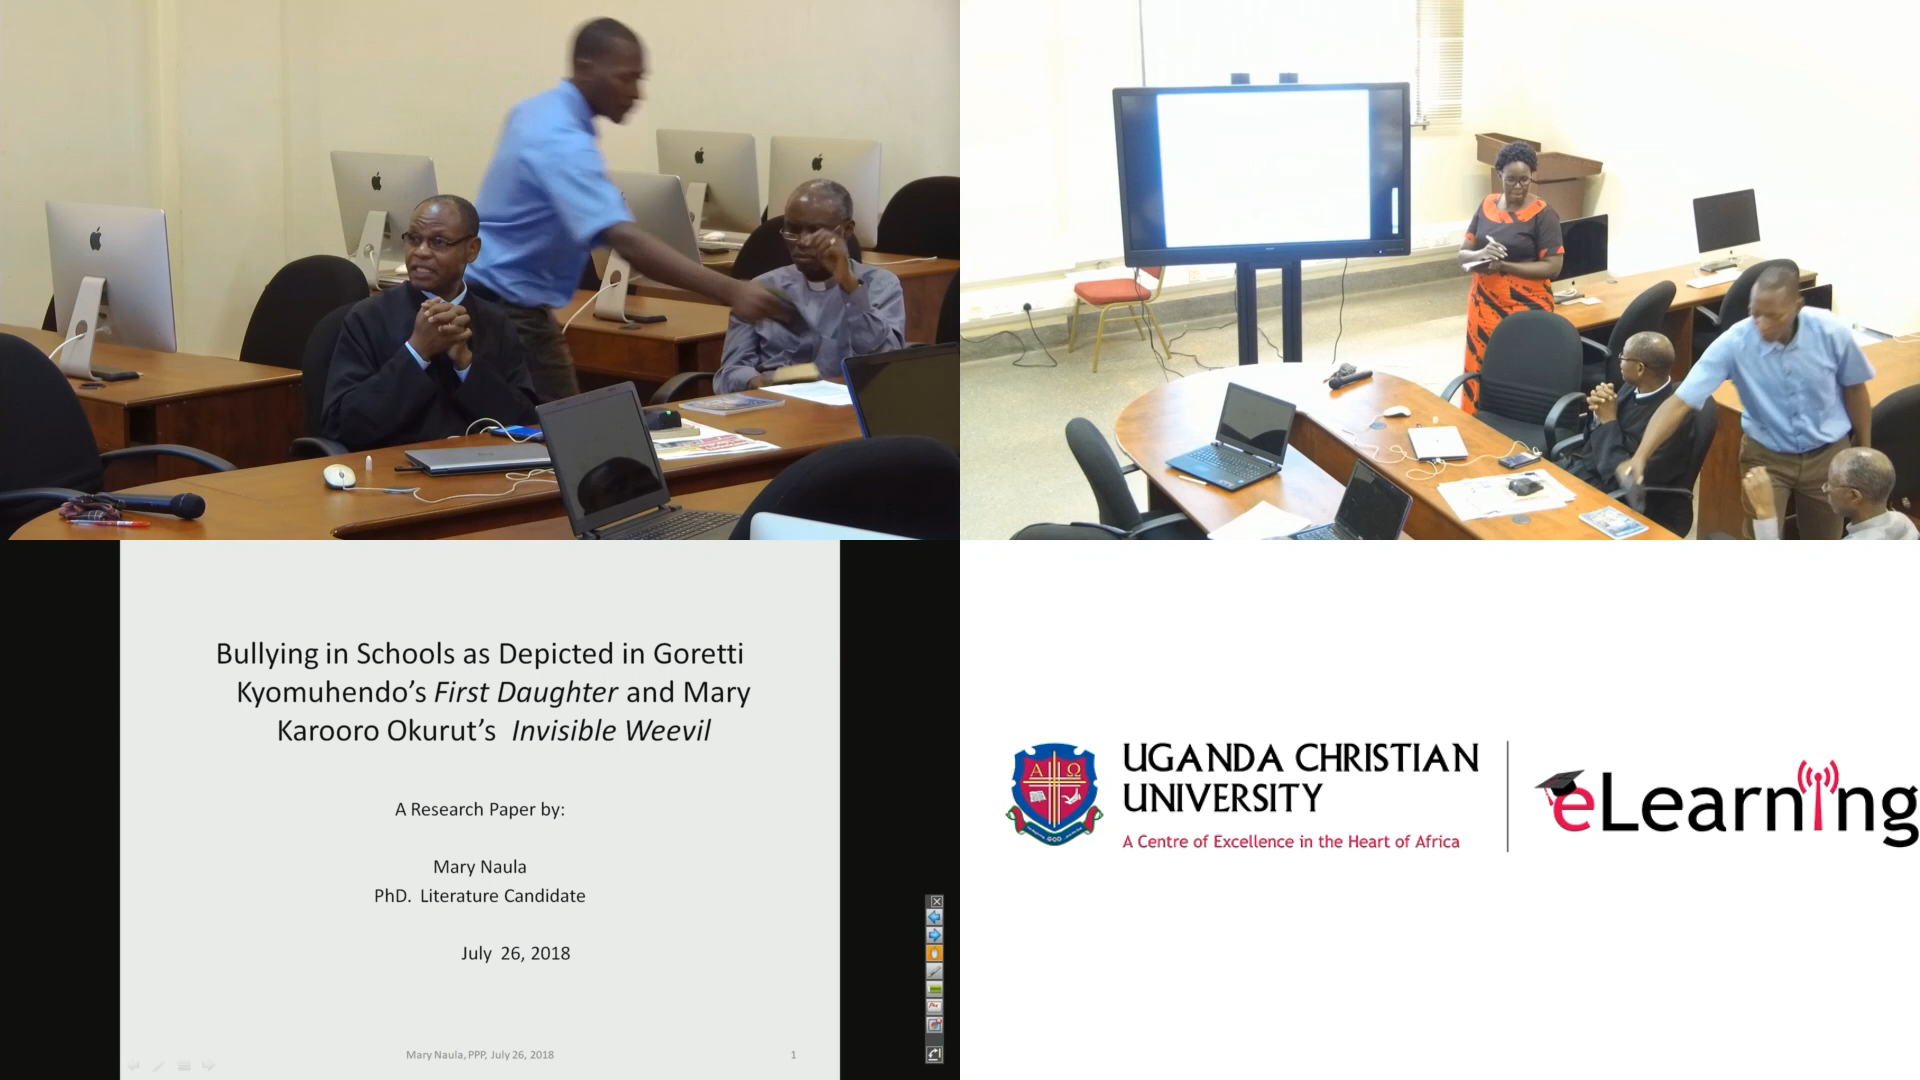 Bullying in Schools as Depicted in Goretti
Kyomuhendo's First Daughter and Mary
Karooro Okurut's Invisible Weevil
A Research Paper by:
Mary Naula
PhD. Literature Candidate
July 26, 2018
Mary Naula, PPP, July 26, 2018
1
UGANDA CHRISTIAN
UNIVERSITY
A Centre of Excellence in the Heart of Africa
eLearning
Α Ω
GOD